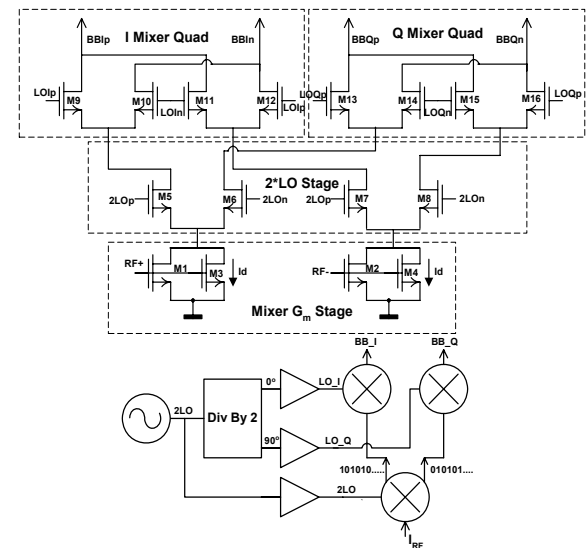 BBIp I Mixer Quad BBIn
BBQp Q Mixer Quad BBQn
LOIp M9 M10 LOIn M11 M12 LOIp
LOQp M13 M14 LOQn M15 M16 LOQp
2*LO Stage
2LOp M5 M6 2LOn 2LOp M7 M8 2LOn
RF+ M1 M3 Id RF- M2 M4 Id
Mixer Gm Stage
BB_I BB_Q
2LO Div By 2 0º LO_I
90º LO_Q
101010..... 010101....
2LO
IRF